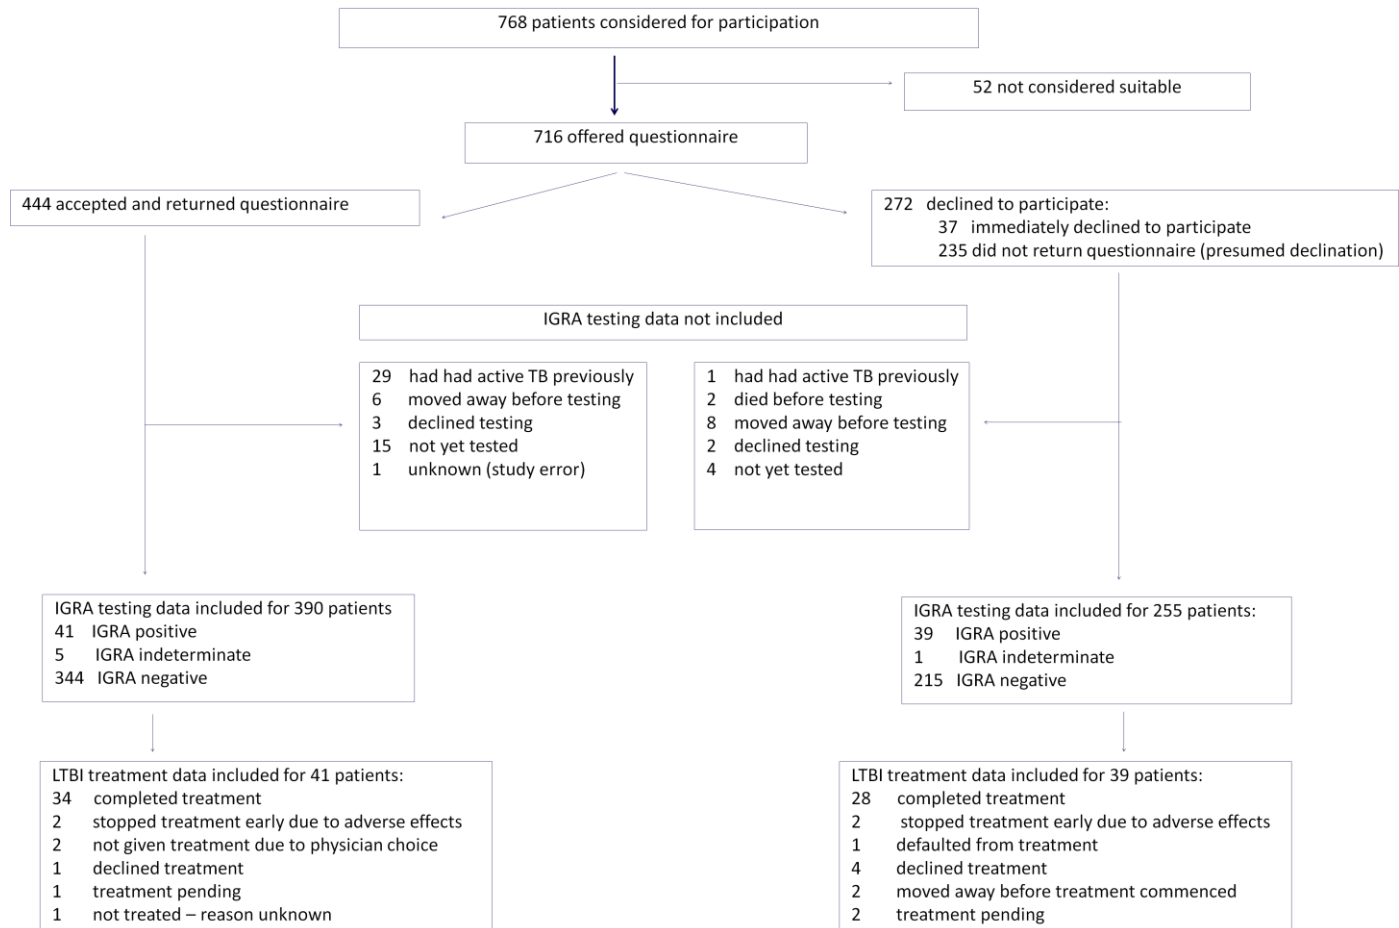 768 patients considered for participation
52 not considered suitable
716 offered questionnaire
444 accepted and returned questionnaire
272 declined to participate:
37 immediately declined to participate
235 did not return questionnaire (presumed declination)
IGRA testing data not included
29 had had active TB previously
6 moved away before testing
3 declined testing
15 not yet tested
1 unknown (study error)
1 had had active TB previously
2 died before testing
8 moved away before testing
2 declined testing
4 not yet tested
IGRA testing data included for 390 patients
41 IGRA positive
5 IGRA indeterminate
344 IGRA negative
IGRA testing data included for 255 patients:
39 IGRA positive
1 IGRA indeterminate
215 IGRA negative
LTBI treatment data included for 41 patients:
34 completed treatment
2 stopped treatment early due to adverse effects
2 not given treatment due to physician choice
1 declined treatment
1 treatment pending
1 not treated – reason unknown
LTBI treatment data included for 39 patients:
28 completed treatment
2 stopped treatment early due to adverse effects
1 defaulted from treatment
4 declined treatment
2 moved away before treatment commenced
2 treatment pending